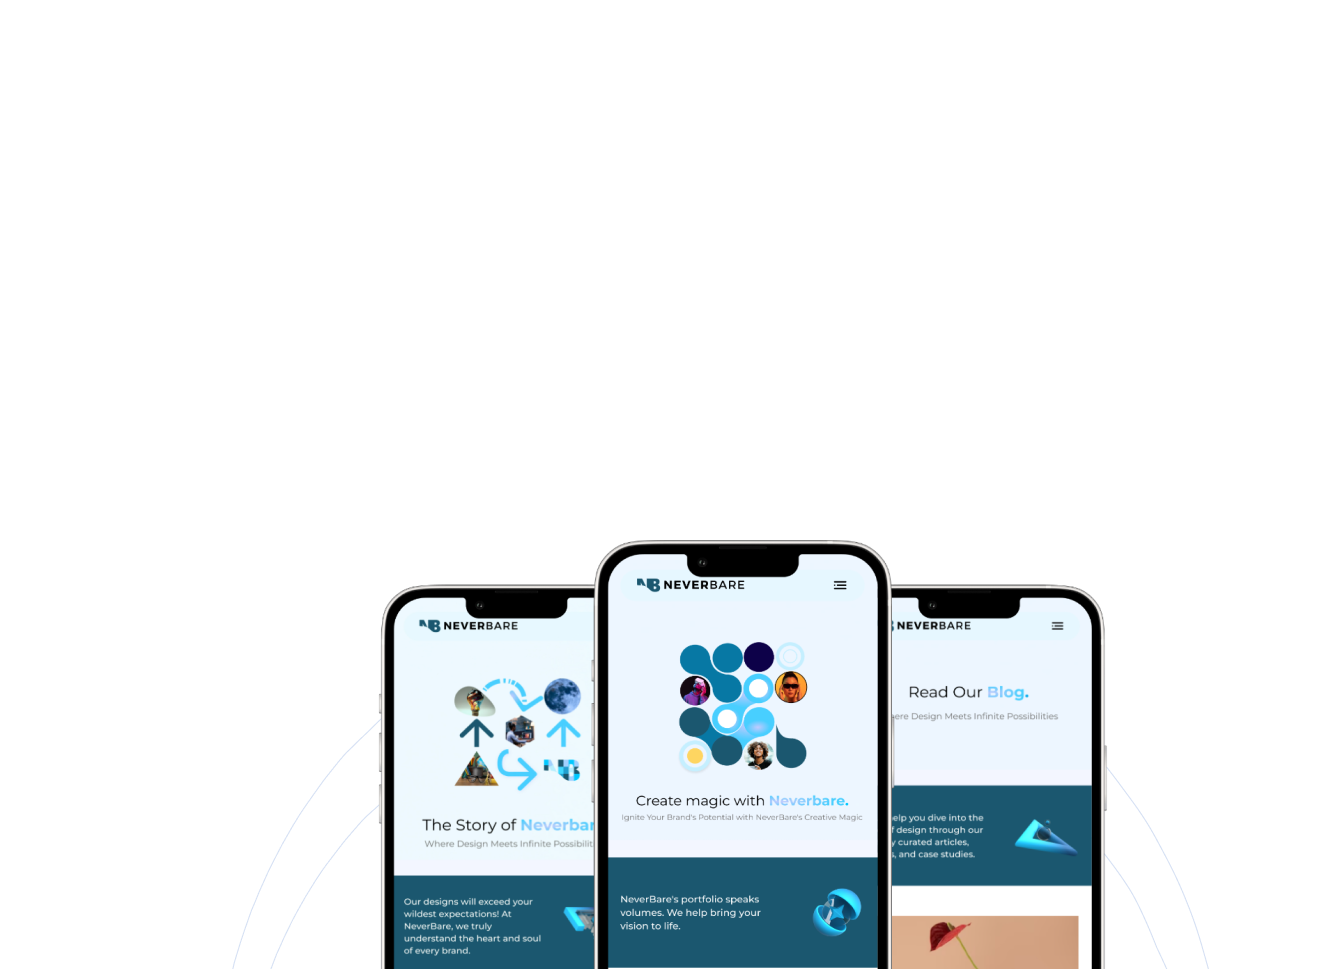 NEVERBARE
The Story of Neverbar
Where Design Meets Infinite
Our designs will exceed your
wildest expectations! At
NeverBare, we truly
understand the heart and soul
of every brand.
NEVERBARE
Create magic with Neverbare.
Ignite Your Brand's Potential with NeverBare's Creative Magic
NeverBare's portfolio speaks
volumes. We help bring your
vision to life.
NEVERBARE
Read Our Blog.
Design Meets Infinite Possibilities
you dive into the
design through our
curated articles,
and case studies.